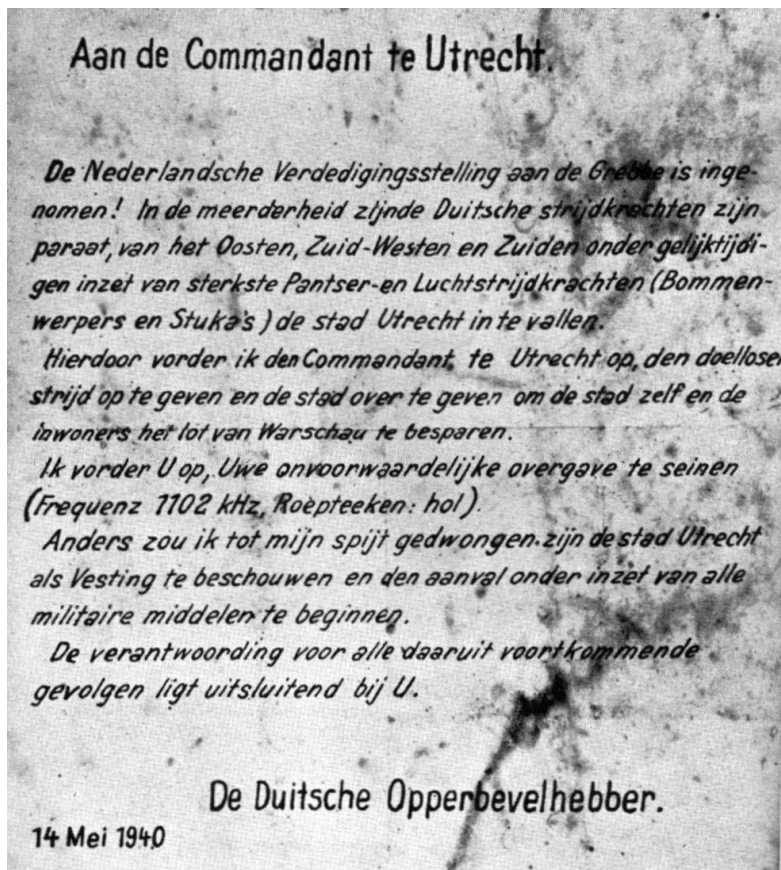 Aan de Commandant te Utrecht.
De Nederlandsche Verdedigingsstelling aan de Grebbe is inge-
nomen! In de meerderheid zijnde Duitsche strijdkrachten zijn
paraat, van het Oosten, Zuid-Westen en Zuiden onder gelijktijdi-
gen inzet van sterkste Pantser-en Luchtstrijdkrachten (Bommen-
werpers en Stuka's) de stad Utrecht in te vallen.
Hierdoor vorder ik den Commandant te Utrecht op, den doellosen
strijd op te geven en de stad over te geven om de stad zelf en de
inwoners het lot van Warschau te besparen.
Ik vorder U op, Uwe onvoorwaardelijke overgave te seinen
(Frequenz 1102 kHz, Roepteeken: hol).
Anders zou ik tot mijn spijt gedwongen zijn de stad Utrecht
als Vesting te beschouwen en den aanval onder inzet van alle
militaire middelen te beginnen.
De verantwoording voor alle daaruit voortkommende
gevolgen ligt uitsluitend bij U.
De Duitsche Opperbevelhebber.
14 Mei 1940